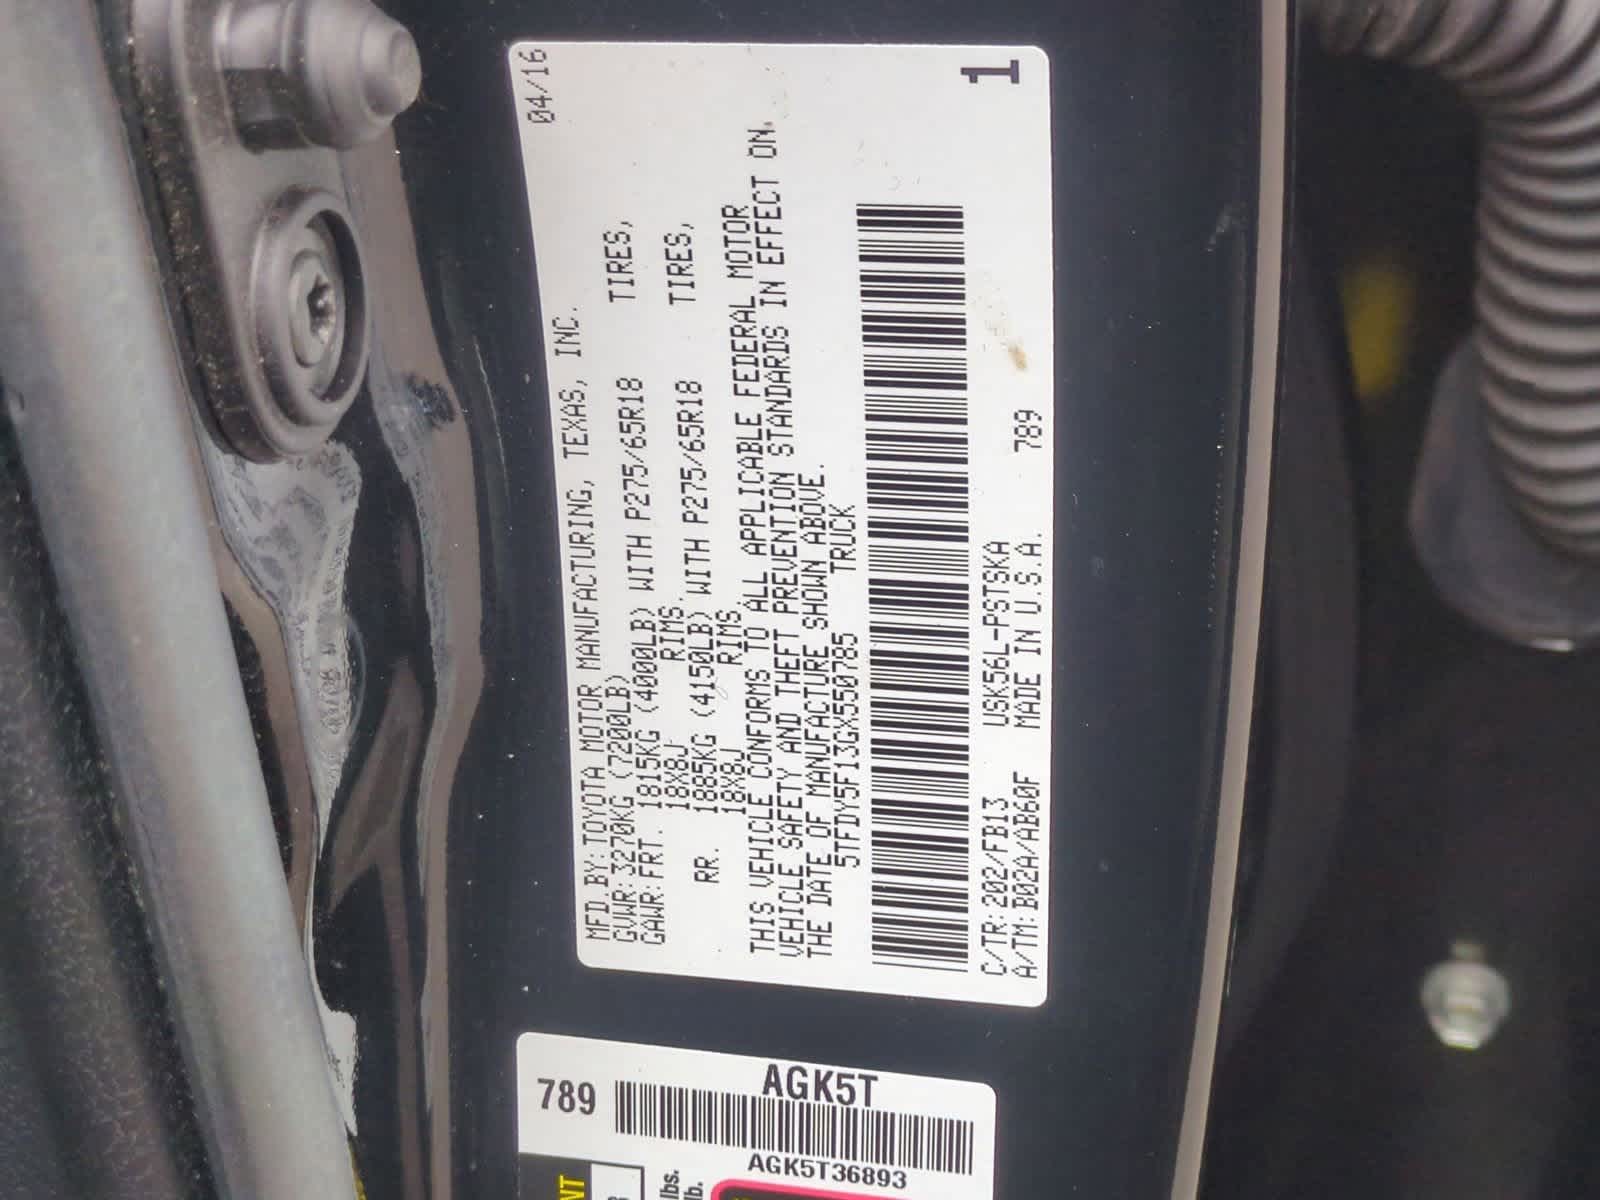 MFD.BY:TOYOTA MOTOR MANUFACTURING, TEXAS, INC. 04/16
GVWR:3270KG (7200LB)
GAWR:FRT. 1815KG (4000LB) WITH P275/65R18 TIRES,
18X8J RIMS.
RR. 1885KG (4150LB) WITH P275/65R18 TIRES,
18X8J RIMS.
THIS VEHICLE CONFORMS TO ALL APPLICABLE FEDERAL MOTOR
VEHICLE SAFETY AND THEFT PREVENTION STANDARDS IN EFFECT ON
THE DATE OF MANUFACTURE SHOWN ABOVE.
5TFDY5F13GX550785 TRUCK
C/TR:202/FB13 USK56L-PSTSKA 789
A/TM:B02A/AB60F MADE IN U.S.A.
1
789
AGK5T
AGK5T36893
lbs.
lb.